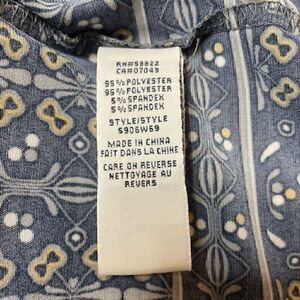 RN#53822
CA#07043
95% POLYESTER
95% POLYESTER
5% SPANDEX
5% SPANDEX
STYLE/STYLE
S906W69
MADE IN CHINA
FAIT DANS LA CHINE
CARE ON REVERSE
NETTOYAGE AU
REVERS